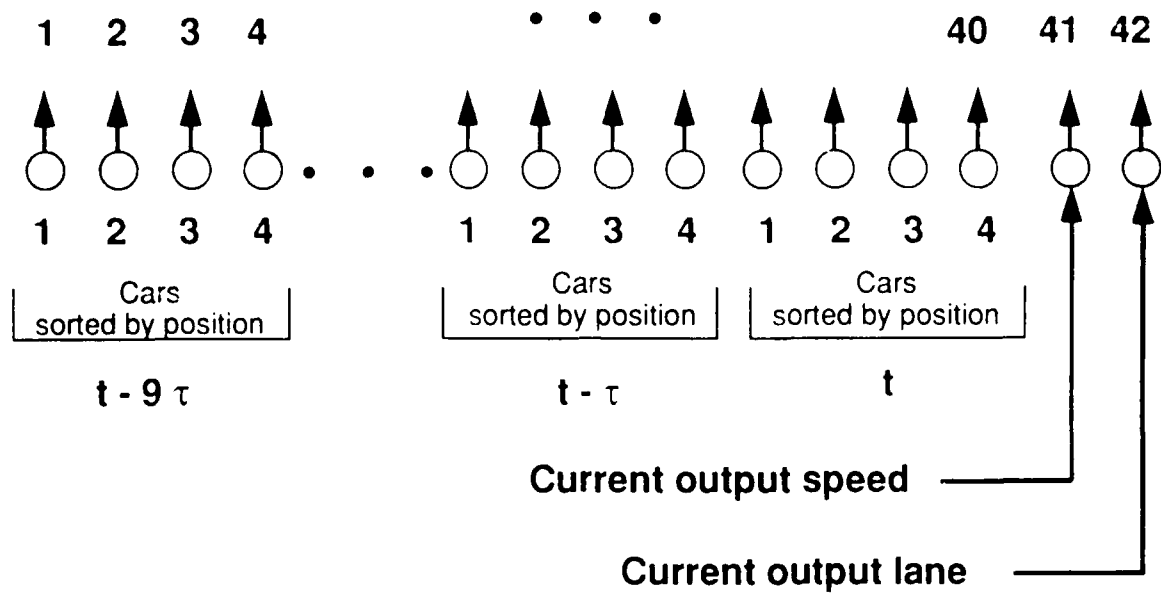 1 2 3 4 . . . 40 41 42
. . .
1 2 3 4 1 2 3 4 1 2 3 4
Cars Cars Cars
sorted by position sorted by position sorted by position
t - 9 τ t - τ t
Current output speed
Current output lane